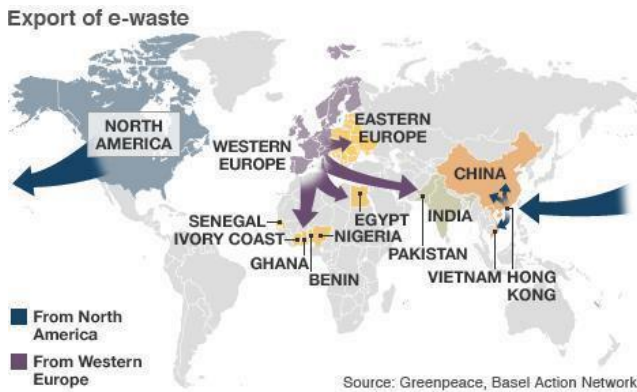 Export of e-waste
NORTH
AMERICA
WESTERN
EUROPE
EASTERN
EUROPE
CHINA
SENEGAL
IVORY COAST
GHANA
BENIN
NIGERIA
EGYPT
INDIA
PAKISTAN
VIETNAM
HONG
KONG
From North
America
From Western
Europe
Source: Greenpeace, Basel Action Network